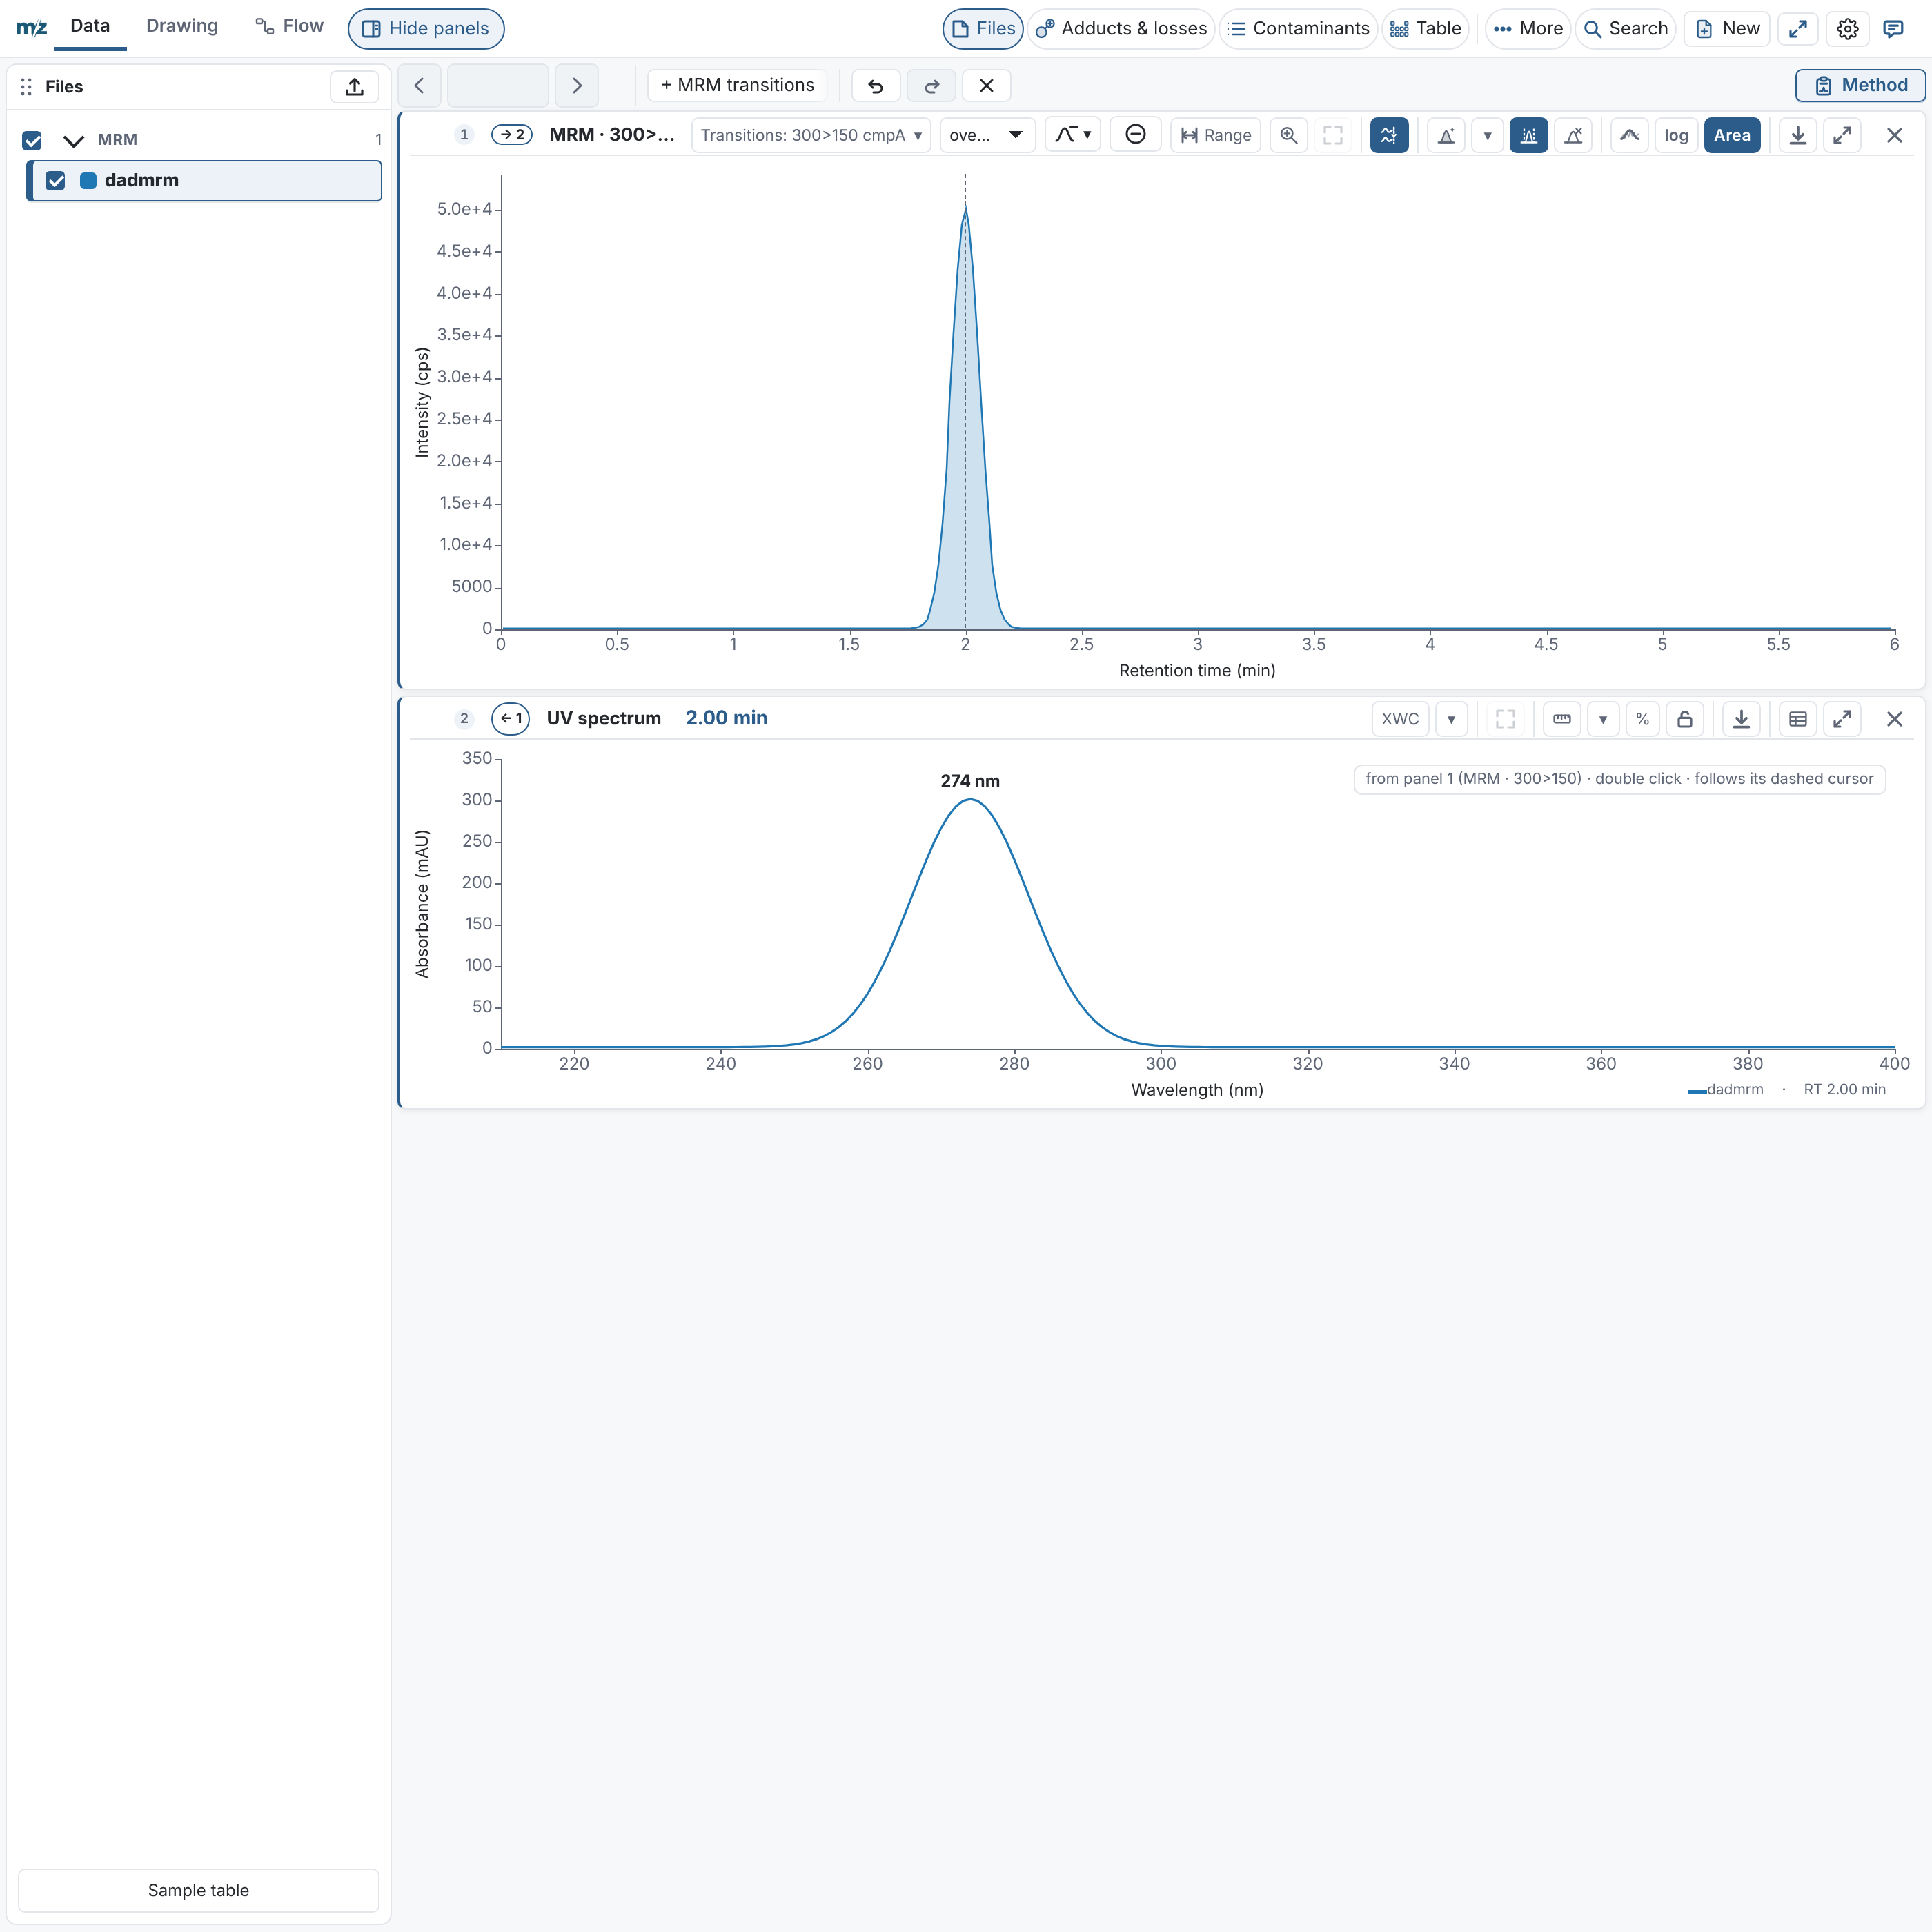 m/z Data Drawing Flow Hide panels Files Adducts & losses Contaminants Table More Search New
Files
MRM 1
dadmrm
Sample table
+ MRM transitions Method
1 → 2 MRM · 300>... Transitions: 300>150 cmpA ▾ ove... Range log Area
Intensity (cps)
5.0e+4
4.5e+4
4.0e+4
3.5e+4
3.0e+4
2.5e+4
2.0e+4
1.5e+4
1.0e+4
5000
0
0 0.5 1 1.5 2 2.5 3 3.5 4 4.5 5 5.5 6
Retention time (min)
2 ← 1 UV spectrum 2.00 min XWC ▾ %
274 nm
from panel 1 (MRM · 300>150) · double click · follows its dashed cursor
Absorbance (mAU)
350
300
250
200
150
100
50
0
220 240 260 280 300 320 340 360 380 400
Wavelength (nm)
dadmrm · RT 2.00 min